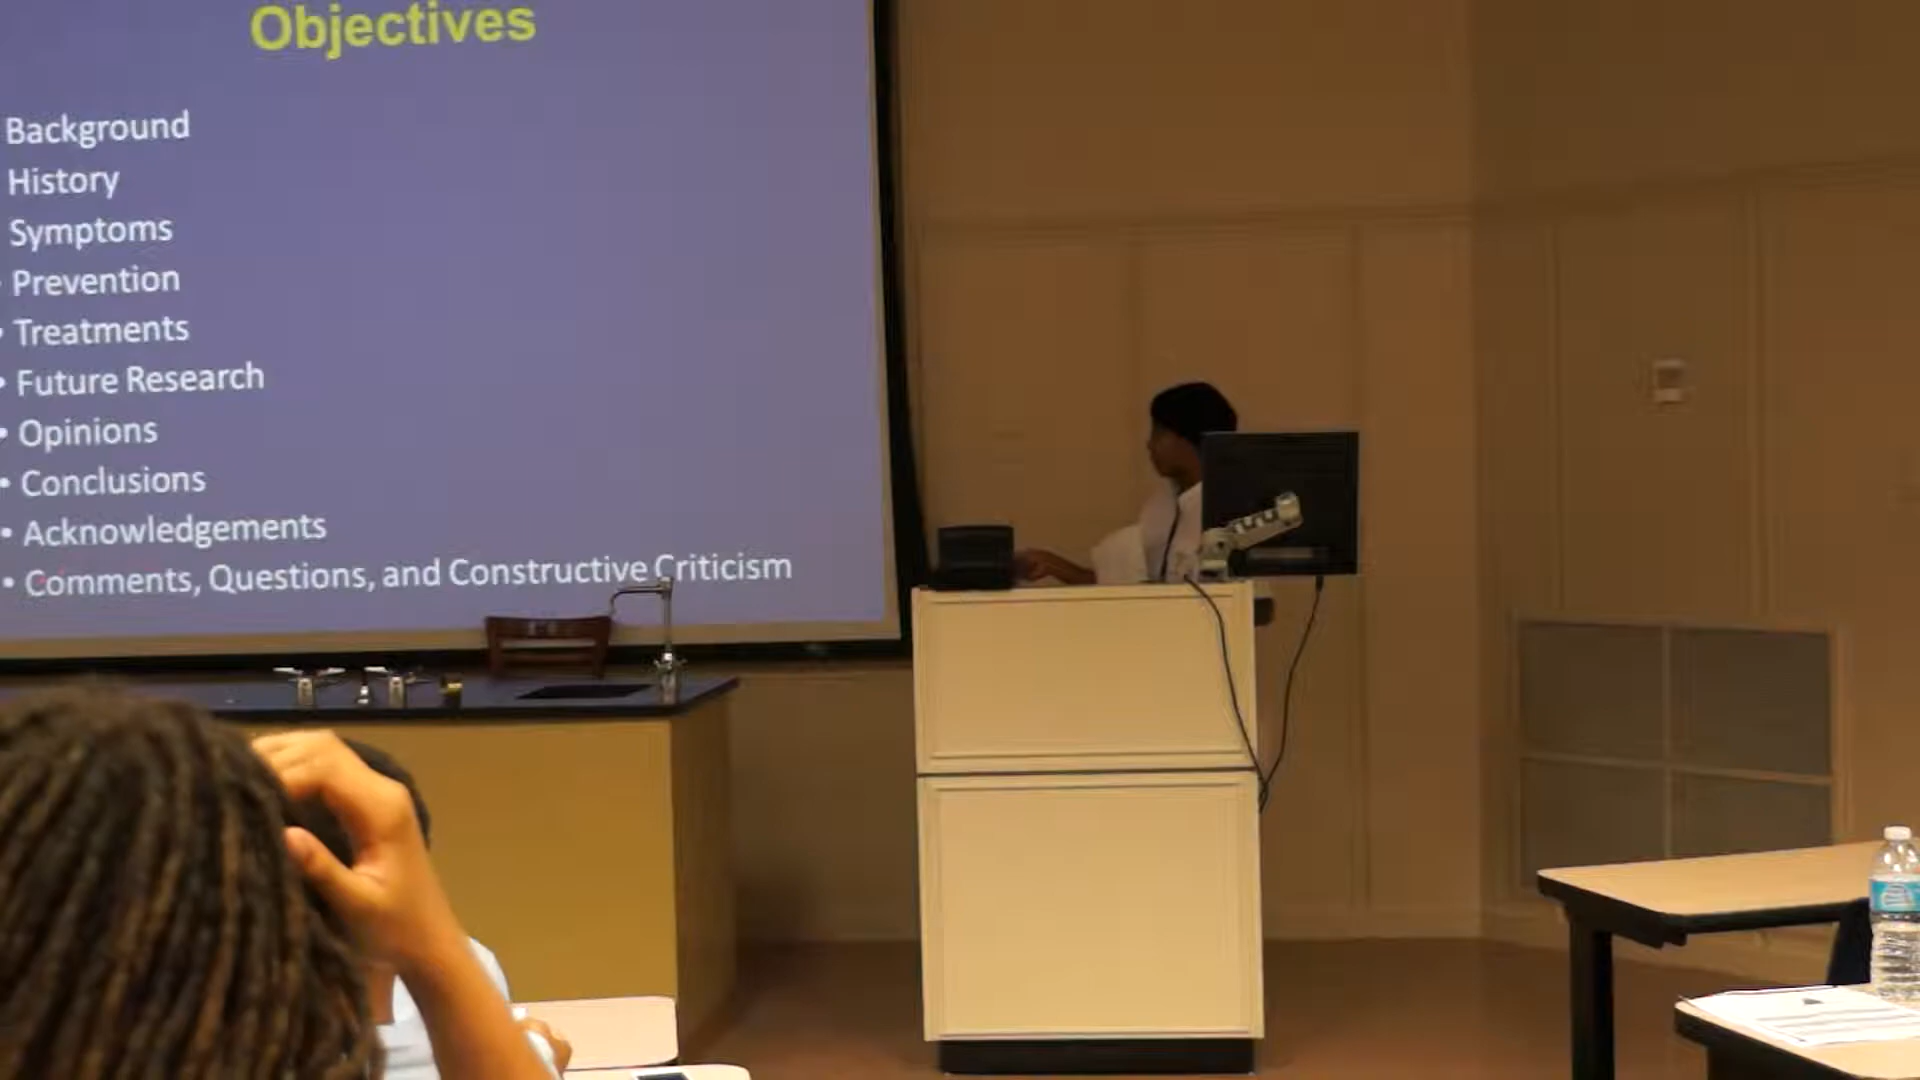 Objectives
Background
History
Symptoms
• Prevention
• Treatments
• Future Research
• Opinions
• Conclusions
• Acknowledgements
• Comments, Questions, and Constructive Criticism